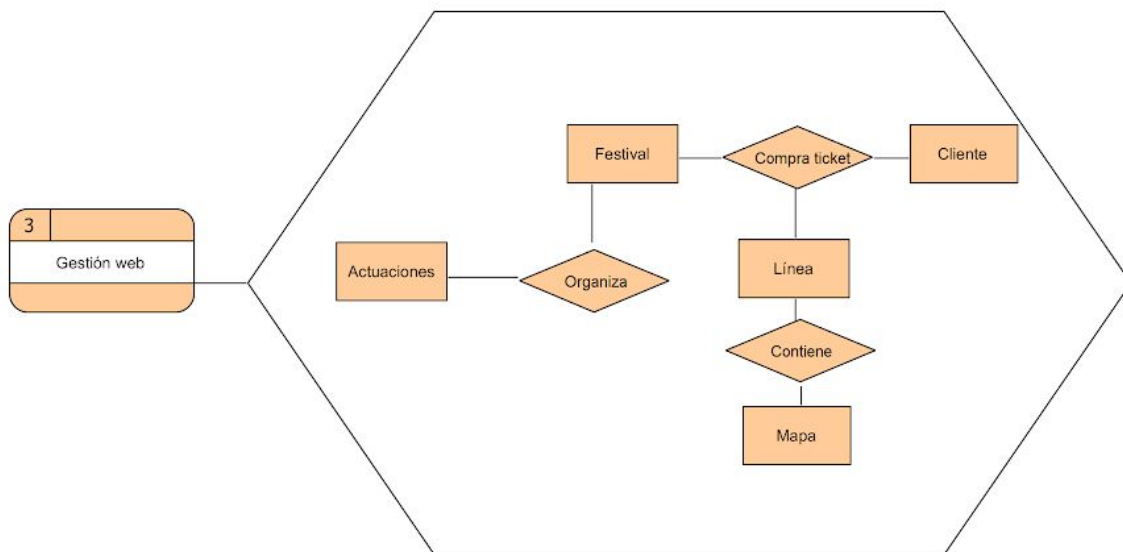 Festival
Compra ticket
Cliente
3
Gestión web
Actuaciones
Organiza
Línea
Contiene
Mapa